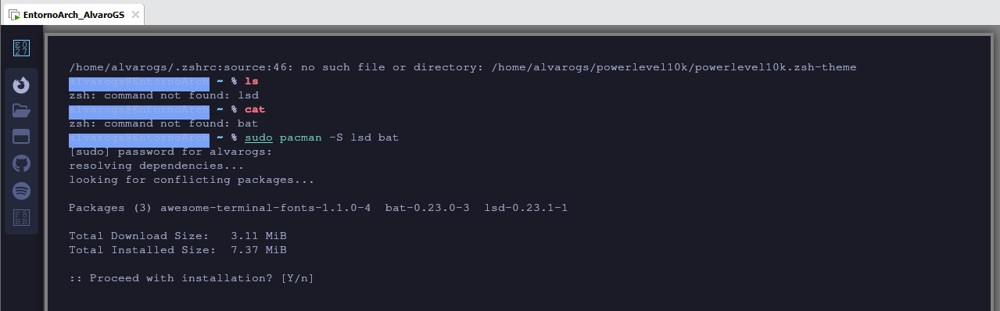 EntornoArch_AlvaroGS
E0
27
F8
BB
/home/alvarogs/.zshrc:source:46: no such file or directory: /home/alvarogs/powerlevel10k/powerlevel10k.zsh-theme
alvarogs@EntornoArch ~ % ls
zsh: command not found: lsd
alvarogs@EntornoArch ~ % cat
zsh: command not found: bat
alvarogs@EntornoArch ~ % sudo pacman -S lsd bat
[sudo] password for alvarogs:
resolving dependencies...
looking for conflicting packages...
Packages (3) awesome-terminal-fonts-1.1.0-4  bat-0.23.0-3  lsd-0.23.1-1
Total Download Size:   3.11 MiB
Total Installed Size:  7.37 MiB
:: Proceed with installation? [Y/n]